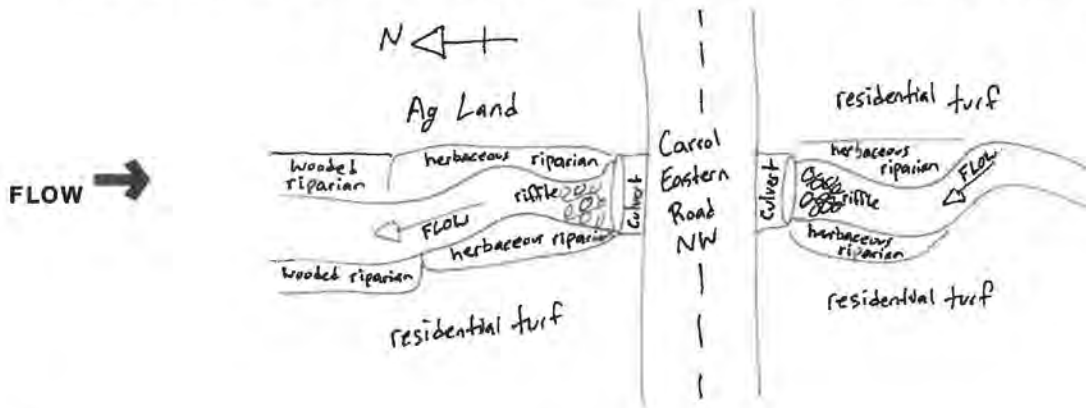 N
Ag Land
residential turf
wooded
riparian
herbaceous riparian
riffle
Culvert
Carrol
Eastern
Road
NW
Culvert
herbaceous
riparian
FLOW
riffle
FLOW
FLOW
herbaceous riparian
wooded riparian
herbaceous
riparian
residential turf
residential turf